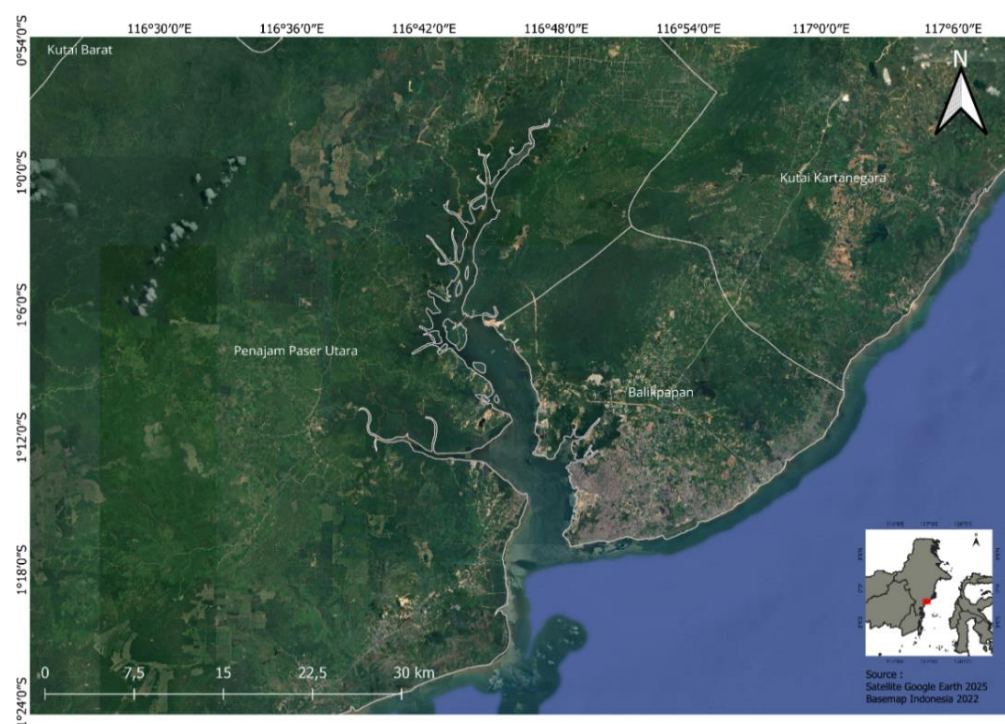 116°30'0"E 116°36'0"E 116°42'0"E 116°48'0"E 116°54'0"E 117°0'0"E 117°6'0"E
0°54'0"S
1°0'0"S
1°6'0"S
1°12'0"S
1°18'0"S
1°24'0"S
Kutai Barat
N
Kutai Kartanegara
Penajam Paser Utara
Balikpapan
0 7,5 15 22,5 30 km
Source :
Satellite Google Earth 2025
Basemap Indonesia 2022